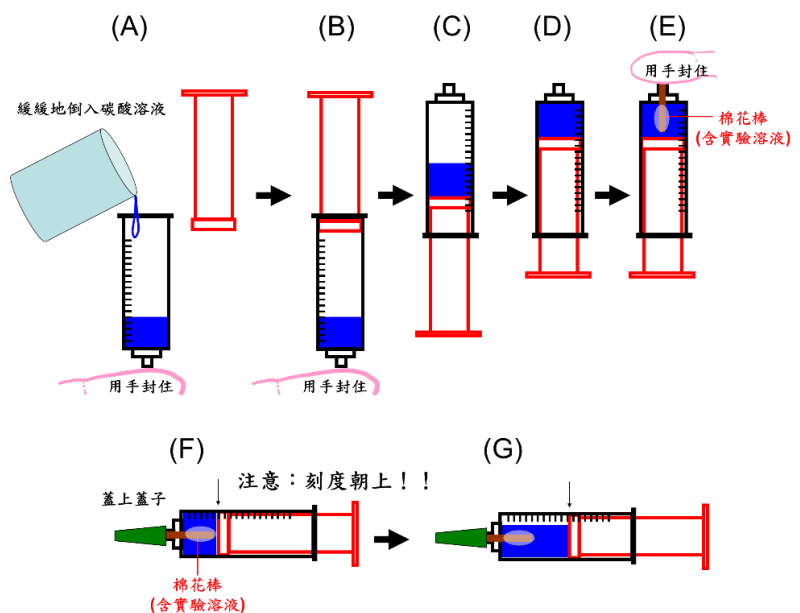 (A)
(B)
(C)
(D)
(E)
緩緩地倒入碳酸溶液
用手封住
棉花棒
(含實驗溶液)
用手封住
用手封住
(F)
(G)
注意：刻度朝上！！
蓋上蓋子
棉花棒
(含實驗溶液)